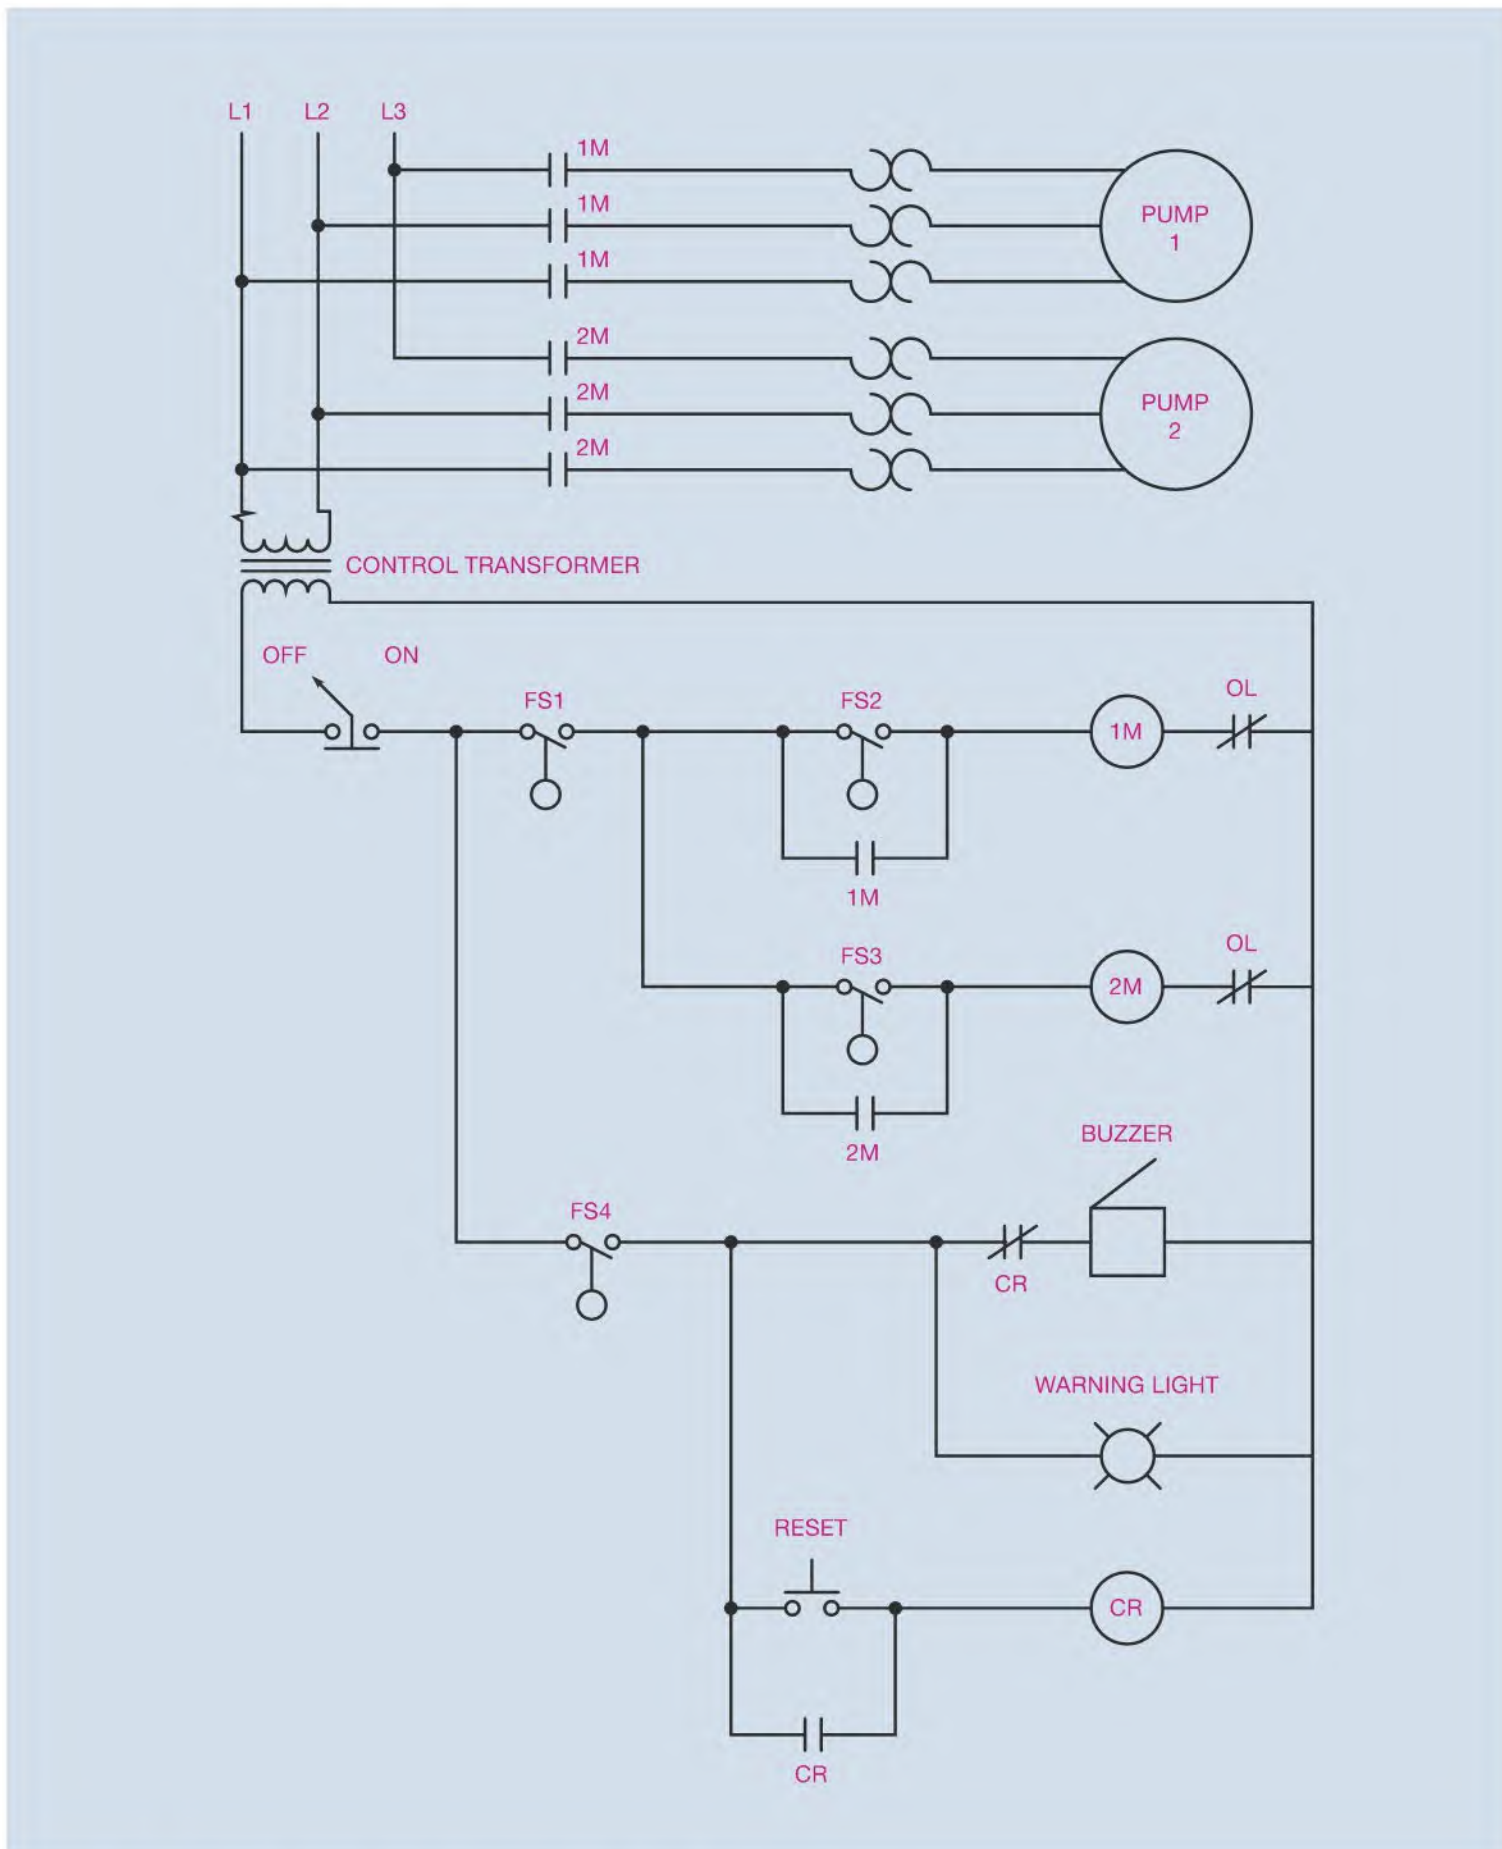 L1 L2 L3
1M
1M
PUMP
1
1M
2M
2M
PUMP
2
2M
CONTROL TRANSFORMER
OFF ON
FS1 FS2 OL
1M
1M
FS3 OL
2M
BUZZER
2M
FS4
CR
WARNING LIGHT
RESET
CR
CR